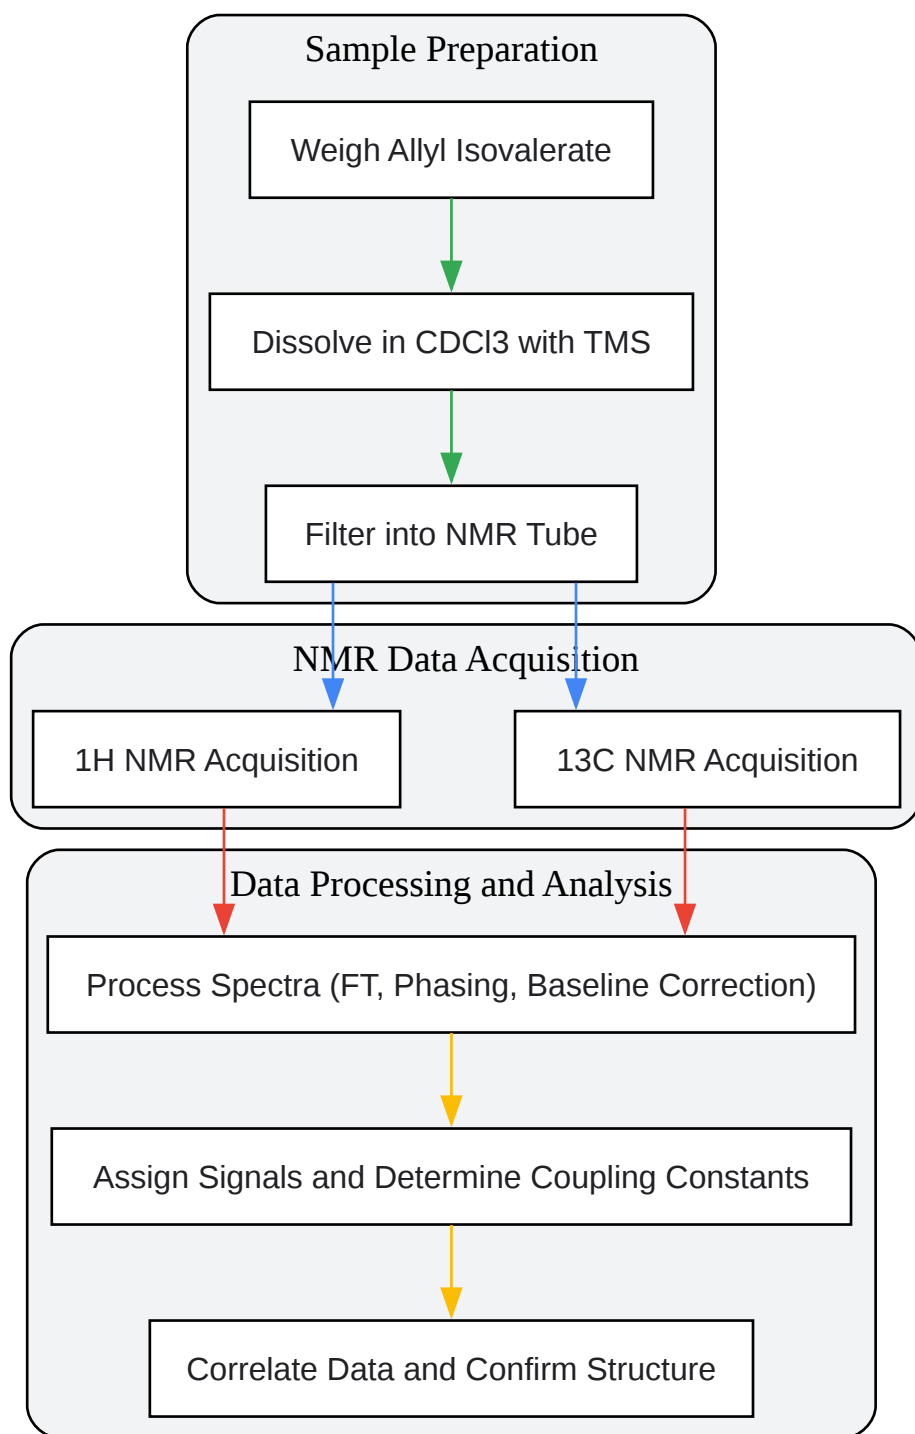 Sample Preparation
Weigh Allyl Isovalerate
Dissolve in CDCl3 with TMS
Filter into NMR Tube
NMR Data Acquisition
1H NMR Acquisition
13C NMR Acquisition
Data Processing and Analysis
Process Spectra (FT, Phasing, Baseline Correction)
Assign Signals and Determine Coupling Constants
Correlate Data and Confirm Structure